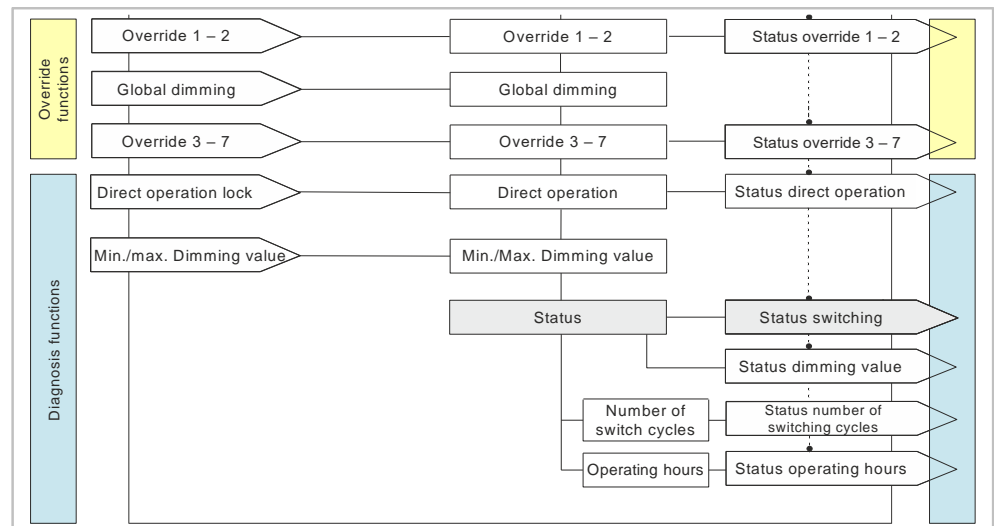 Override
functions
Override 1 – 2
Override 1 – 2
Status override 1 – 2
Global dimming
Global dimming
Override 3 – 7
Override 3 – 7
Status override 3 – 7
Diagnosis functions
Direct operation lock
Direct operation
Status direct operation
Min./max. Dimming value
Min./Max. Dimming value
Status
Status switching
Status dimming value
Number of
switch cycles
Status number of
switching cycles
Operating hours
Status operating hours